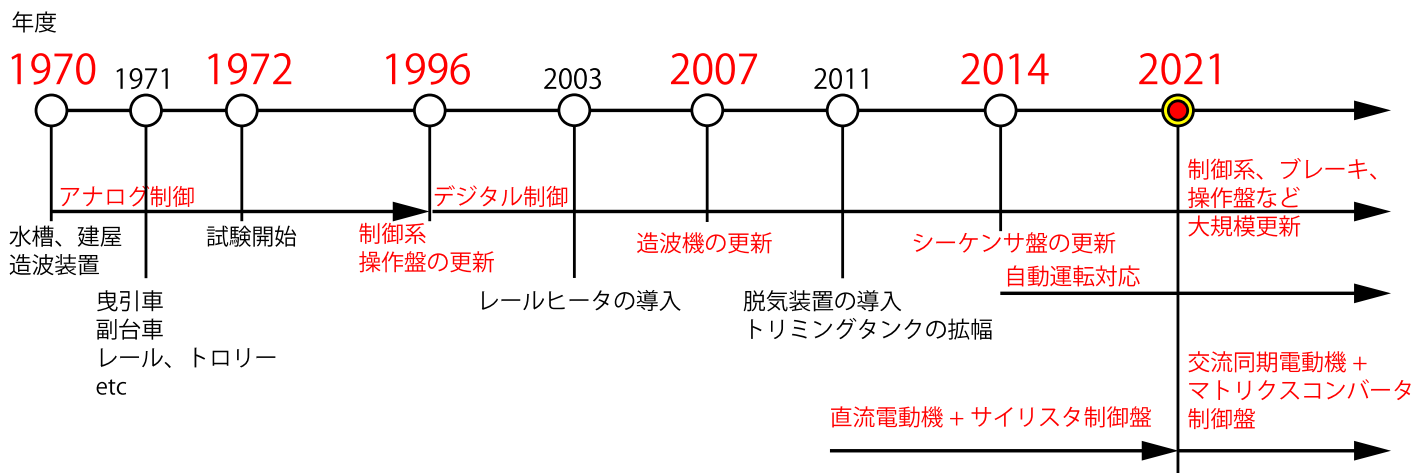 年度
1970
1971
1972
1996
2003
2007
2011
2014
2021
アナログ制御
デジタル制御
制御系、ブレーキ、
操作盤など
大規模更新
水槽、建屋
造波装置
試験開始
制御系
操作盤の更新
造波機の更新
シーケンサ盤の更新
自動運転対応
曳引車
副台車
レール、トロリー
etc
レールヒータの導入
脱気装置の導入
トリミングタンクの拡幅
直流電動機 + サイリスタ制御盤
交流同期電動機 +
マトリクスコンバータ
制御盤